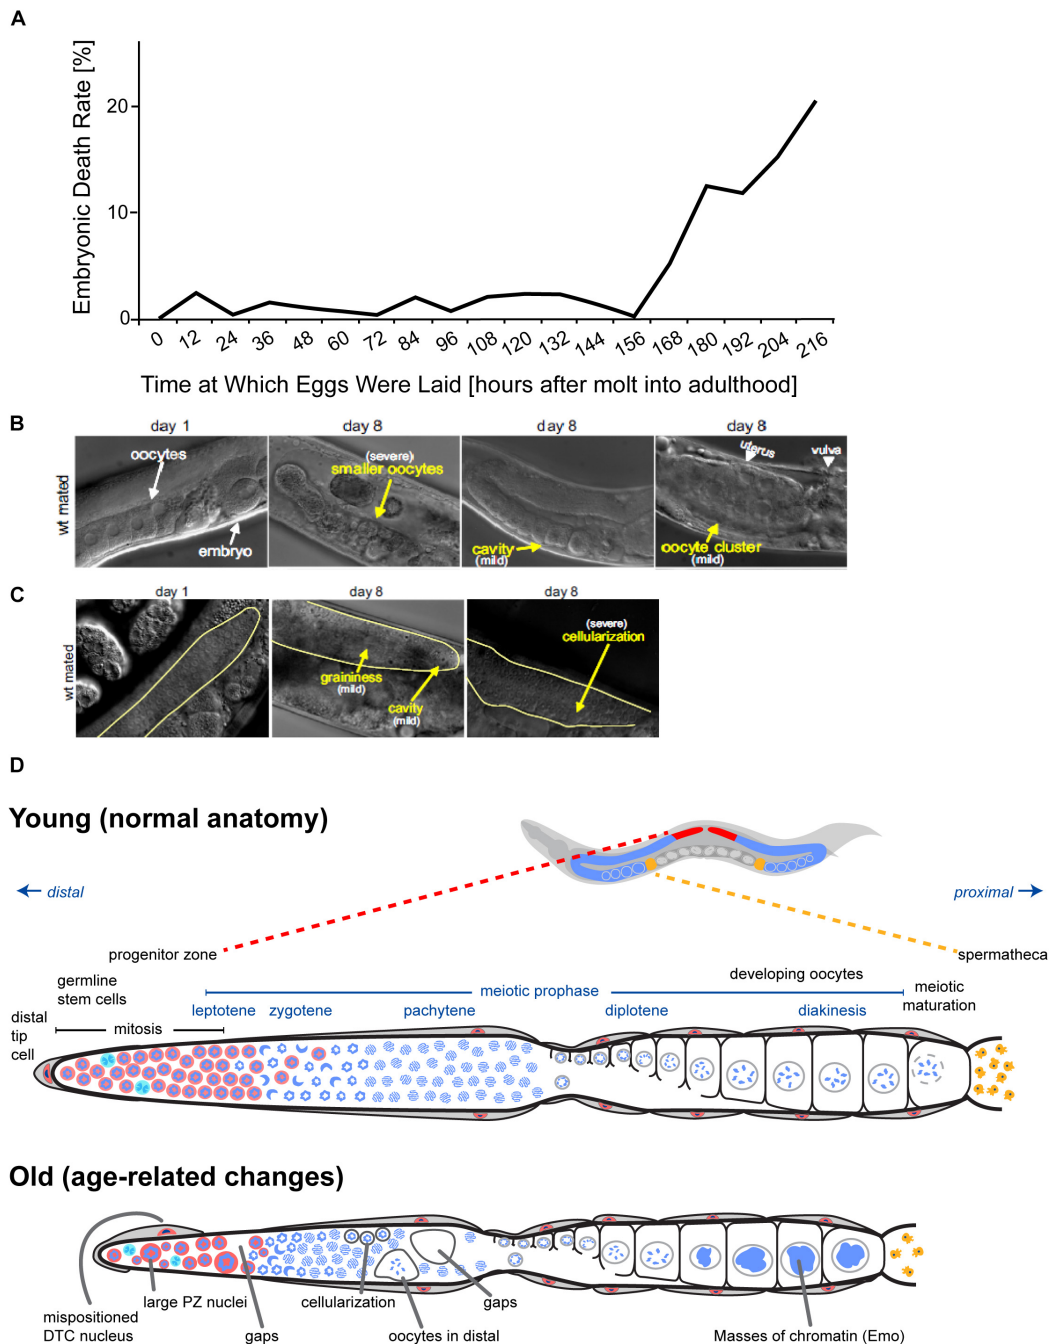 A
Embryonic Death Rate [%]
20
10
0
0 12 24 36 48 60 72 84 96 108 120 132 144 156 168 180 192 204 216
Time at Which Eggs Were Laid [hours after molt into adulthood]
B
day 1
day 8
day 8
day 8
wt mated
oocytes
embryo
(severe)
smaller oocytes
cavity
(mild)
uterus
vulva
oocyte cluster
(mild)
C
day 1
day 8
day 8
wt mated
graininess
(mild)
cavity
(mild)
(severe)
cellularization
D
Young (normal anatomy)
distal
proximal
progenitor zone
spermatheca
germline
stem cells
developing oocytes
meiotic
maturation
meiotic prophase
leptotene
zygotene
pachytene
diplotene
diakinesis
distal
tip
cell
mitosis
Old (age-related changes)
mispositioned
DTC nucleus
large PZ nuclei
gaps
cellularization
oocytes in distal
gaps
Masses of chromatin (Emo)